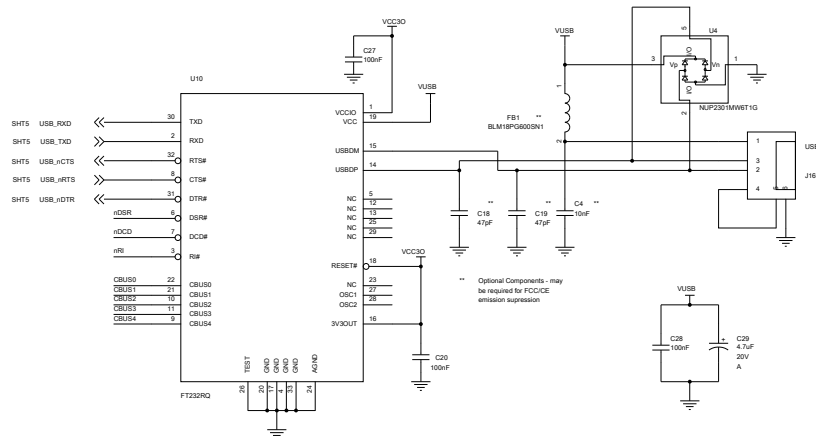 VCC3O
C27
100nF
U10
VUSB
VCCIO
1
VCC
19
SHT5 USB_RXD
30
TXD
SHT5 USB_TXD
2
RXD
SHT5 USB_nCTS
32
RTS#
SHT5 USB_nRTS
8
CTS#
SHT5 USB_nDTR
31
DTR#
nDSR
6
DSR#
nDCD
7
DCD#
nRI
3
RI#
CBUS0
22
CBUS0
CBUS1
21
CBUS1
CBUS2
10
CBUS2
CBUS3
11
CBUS3
CBUS4
9
CBUS4
USBDM
15
USBDP
14
NC
5
NC
12
NC
13
NC
25
NC
29
RESET#
18
NC
23
OSC1
27
OSC2
28
3V3OUT
16
TEST
GND
GND
GND
GND
AGND
26
20
17
4
33
24
FT232RQ
VCC3O
C20
100nF
VUSB
1
FB1 **
BLM18PG600SN1
2
5
U4
3
Vp
Vn
1
I/O
I/O
2
NUP2301MW6T1G
1
3
2
4
USB
J16
5
6
**
C18
47pF
**
C19
47pF
**
C4
10nF
** Optional Components - may
be required for FCC/CE
emission supression
VUSB
C28
100nF
+
C29
4.7uF
20V
A